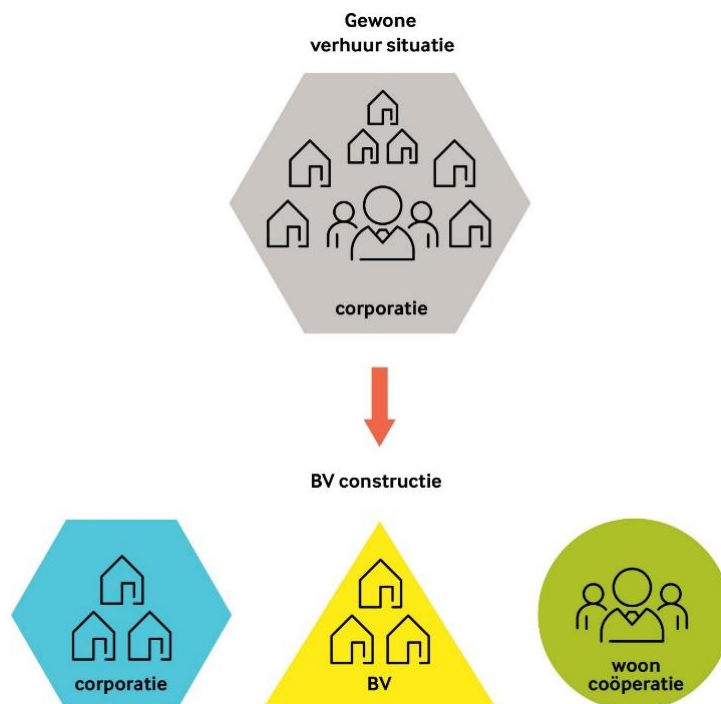 Gewone
verhuur situatie
corporatie
BV constructie
corporatie
BV
woon
coöperatie